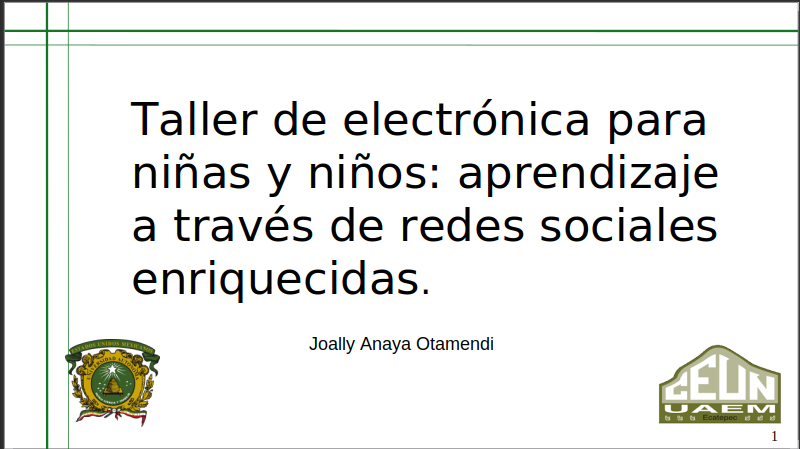 Taller de electrónica para
niñas y niños: aprendizaje
a través de redes sociales
enriquecidas.
Joally Anaya Otamendi
ESTADOS UNIDOS MEXICANOS
CEUN
UAEM
Ecatepec
1